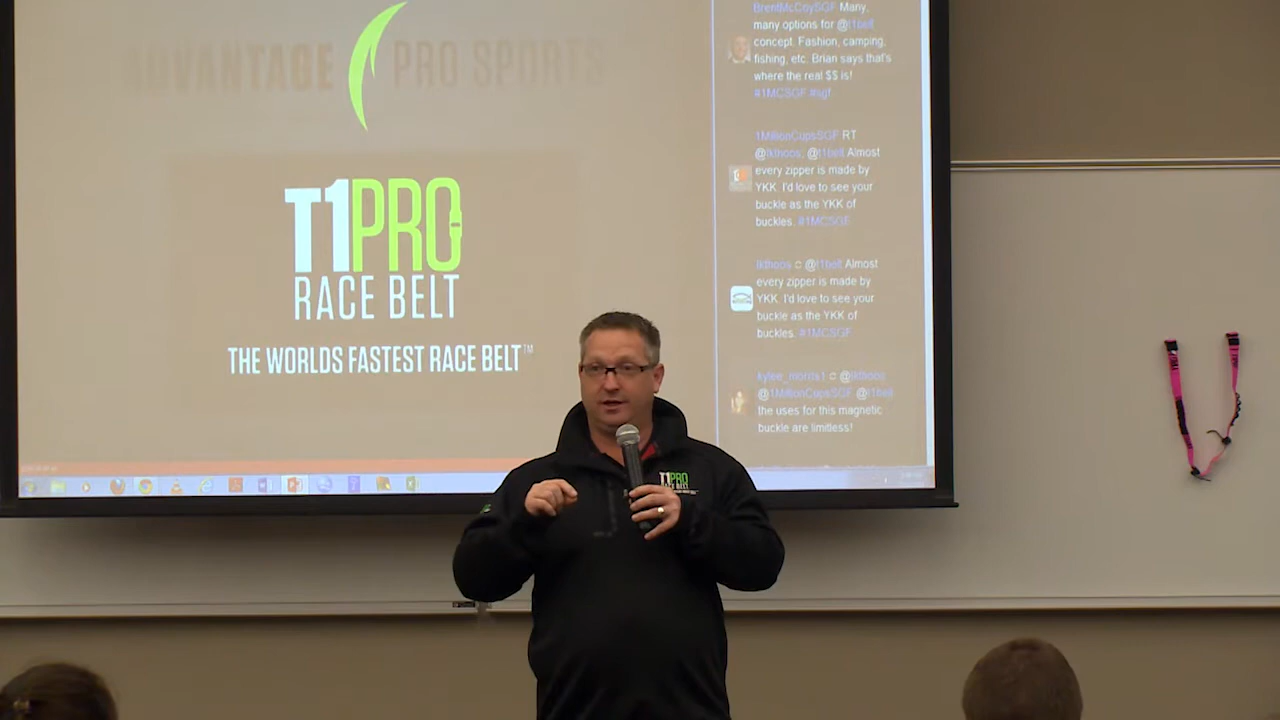 ADVANTAGE PRO SPORTS
T1PRO
RACE BELT
THE WORLDS FASTEST RACE BELT™
BrentMcCoySGF Many,
many options for @t1belt
concept. Fashion, camping,
fishing, etc. Brian says that's
where the real $$ is!
#1MCSGF #sgf
1MillionCupsSGF RT
@lkthoos: @t1belt Almost
every zipper is made by
YKK. I'd love to see your
buckle as the YKK of
buckles. #1MCSGF
lkthoos @t1belt Almost
every zipper is made by
YKK. I'd love to see your
buckle as the YKK of
buckles. #1MCSGF
kylee_morris1 @lkthoos
@1MillionCupsSGF @t1belt
the uses for this magnetic
buckle are limitless!
T1PRO
RACE BELT